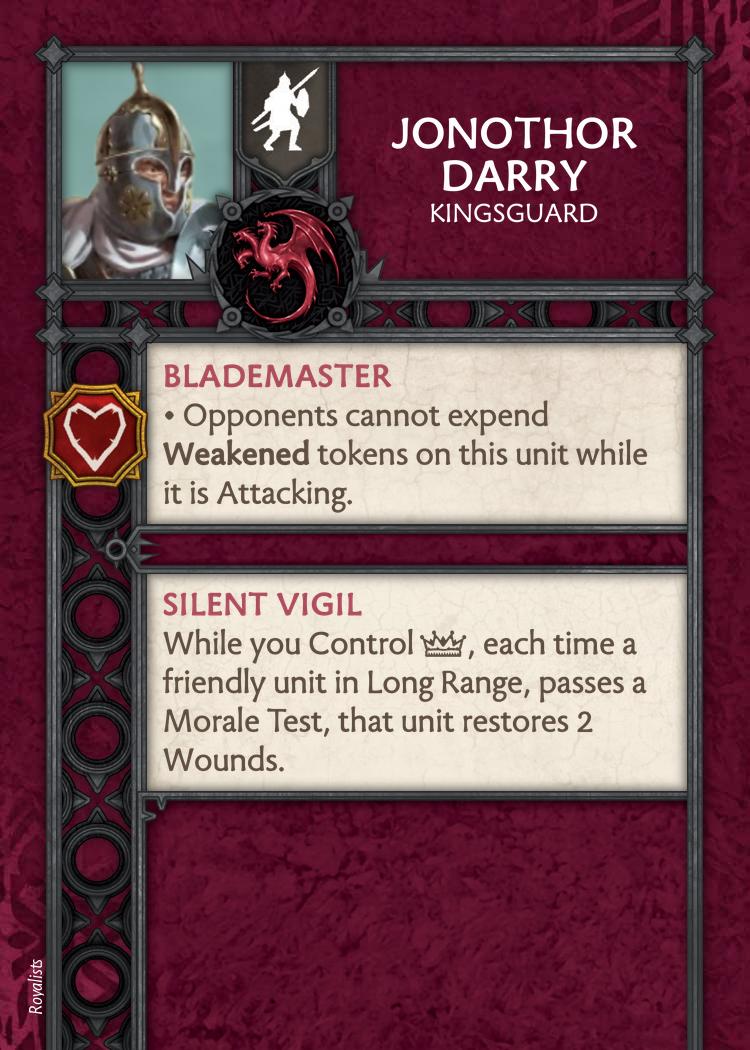 JONOTHOR
DARRY
KINGSGUARD
BLADEMASTER
• Opponents cannot expend
Weakened tokens on this unit while
it is Attacking.
SILENT VIGIL
While you Control , each time a
friendly unit in Long Range, passes a
Morale Test, that unit restores 2
Wounds.
Royalists